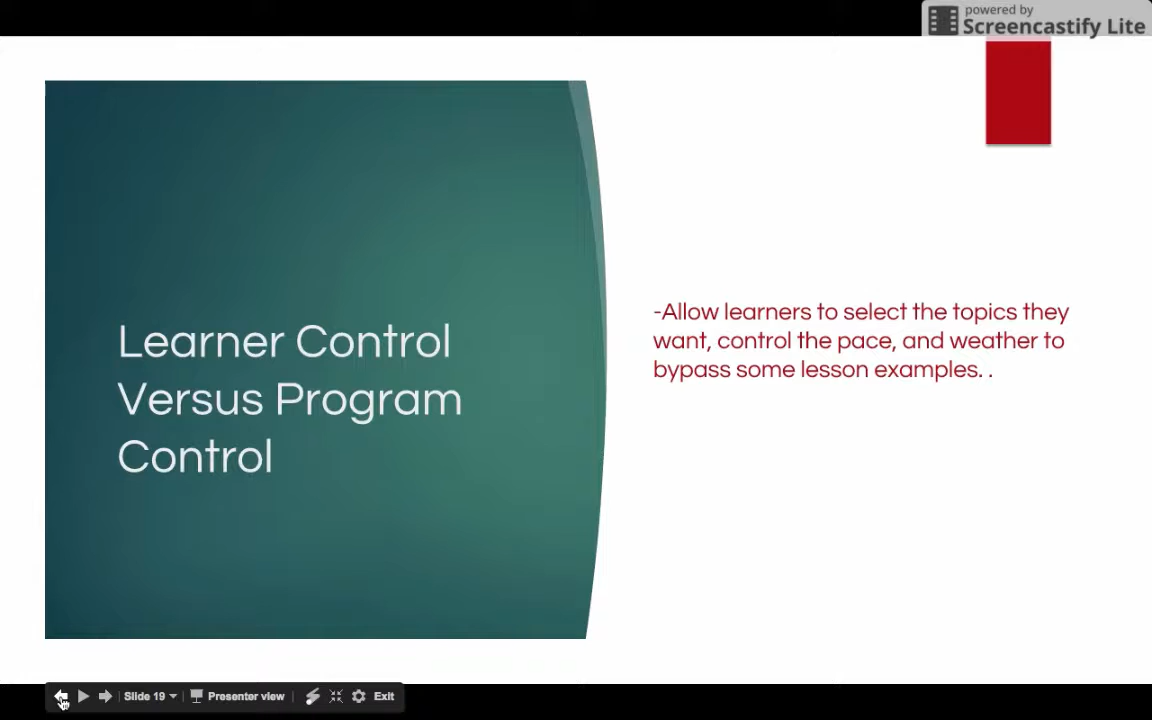 powered by
Screencastify Lite
Learner Control
Versus Program
Control
-Allow learners to select the topics they
want, control the pace, and weather to
bypass some lesson examples. .
Slide 19
Presenter view
Exit